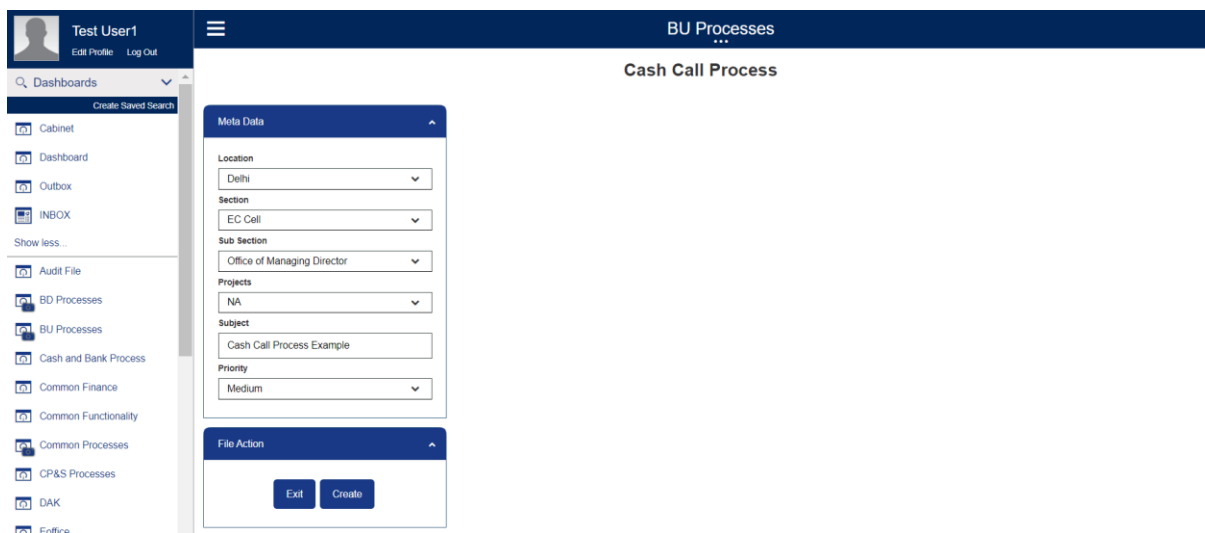 Test User1
Edit Profile Log Out
Dashboards
Create Saved Search
Cabinet
Dashboard
Outbox
INBOX
Show less...
Audit File
BD Processes
BU Processes
Cash and Bank Process
Common Finance
Common Functionality
Common Processes
CP&S Processes
DAK
Eoffice
BU Processes
Cash Call Process
Meta Data
Location
Delhi
Section
EC Cell
Sub Section
Office of Managing Director
Projects
NA
Subject
Cash Call Process Example
Priority
Medium
File Action
Exit Create